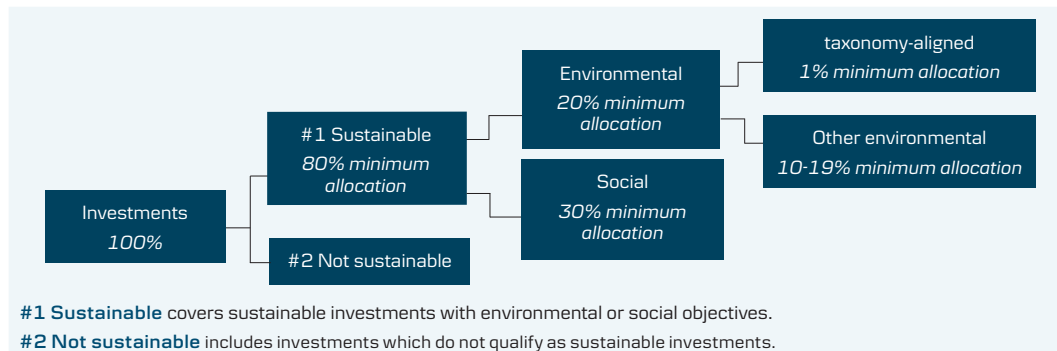 Investments
100%
#1 Sustainable
80% minimum
allocation
#2 Not sustainable
Environmental
20% minimum
allocation
Social
30% minimum
allocation
taxonomy-aligned
1% minimum allocation
Other environmental
10-19% minimum allocation
#1 Sustainable covers sustainable investments with environmental or social objectives.
#2 Not sustainable includes investments which do not qualify as sustainable investments.